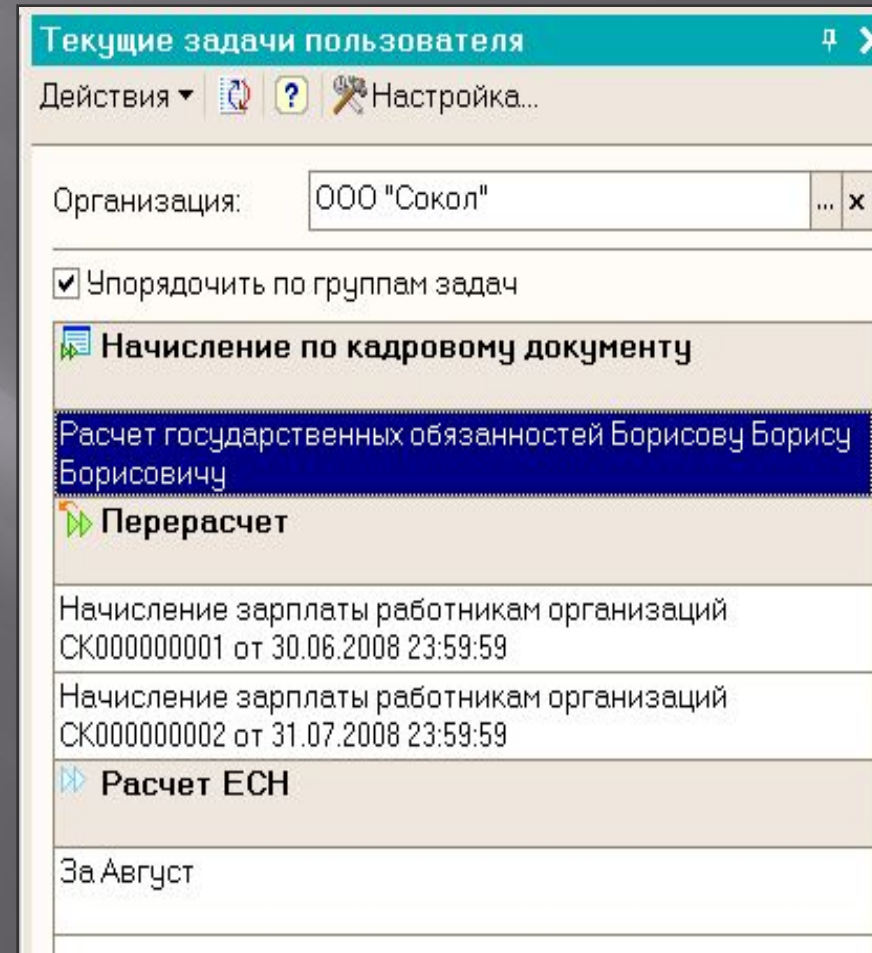 Текущие задачи пользователя
Действия ? Настройка...
Организация: ООО "Сокол" ... x
Упорядочить по группам задач
Начисление по кадровому документу
Расчет государственных обязанностей Борисову Борису
Борисовичу
Перерасчет
Начисление зарплаты работникам организаций
СК000000001 от 30.06.2008 23:59:59
Начисление зарплаты работникам организаций
СК000000002 от 31.07.2008 23:59:59
Расчет ЕСН
За Август